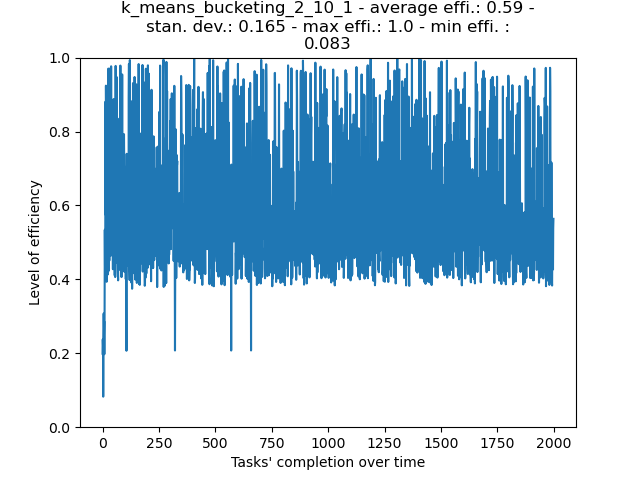 k_means_bucketing_2_10_1 - average effi.: 0.59 -
stan. dev.: 0.165 - max effi.: 1.0 - min effi. :
0.083
1.0
0.8
0.6
0.4
0.2
0.0
Level of efficiency
0 250 500 750 1000 1250 1500 1750 2000
Tasks' completion over time